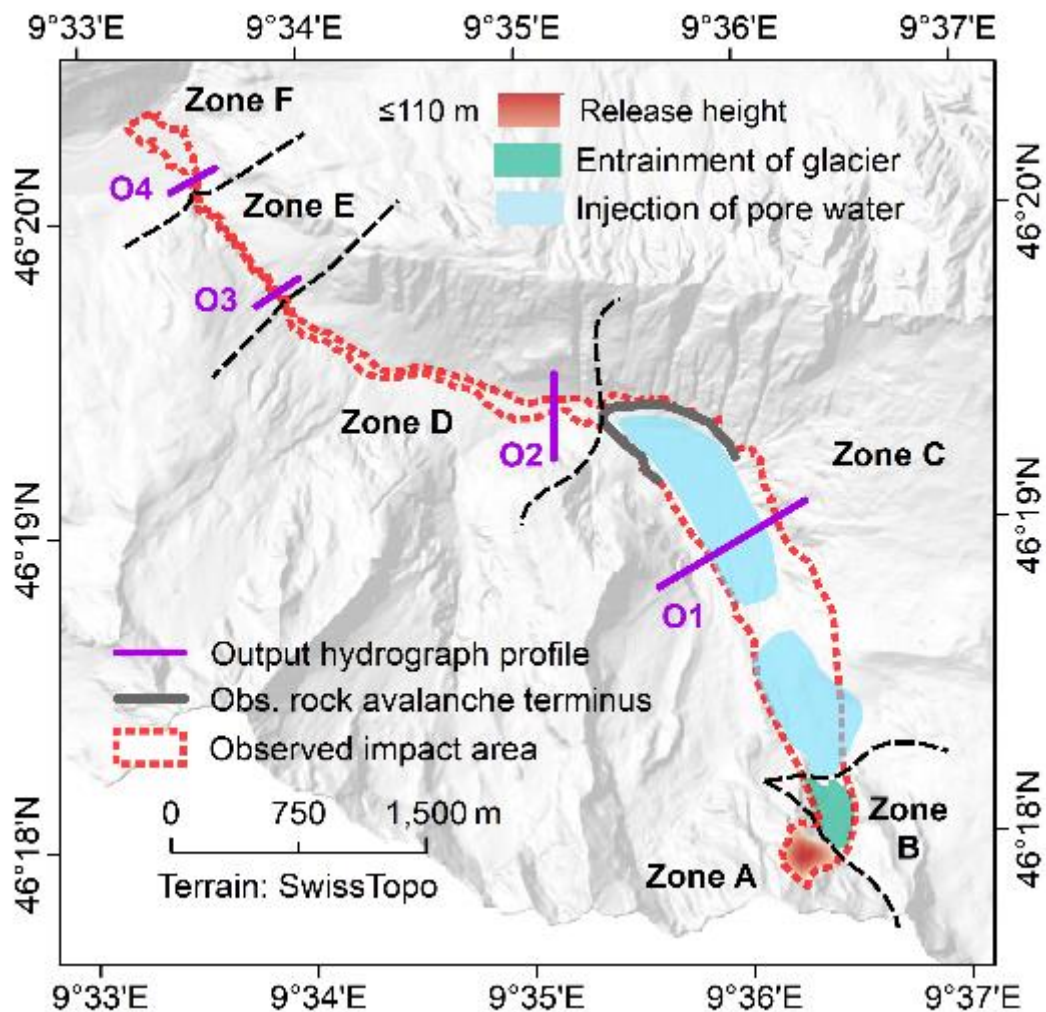 9°33'E 9°34'E 9°35'E 9°36'E 9°37'E
Zone F
≤110 m Release height
Entrainment of glacier
Injection of pore water
O4
Zone E
46°20'N
46°20'N
O3
Zone D
O2
Zone C
46°19'N
46°19'N
O1
Output hydrograph profile
Obs. rock avalanche terminus
Observed impact area
0 750 1,500 m
Terrain: SwissTopo
Zone
B
Zone A
46°18'N
46°18'N
9°33'E 9°34'E 9°35'E 9°36'E 9°37'E